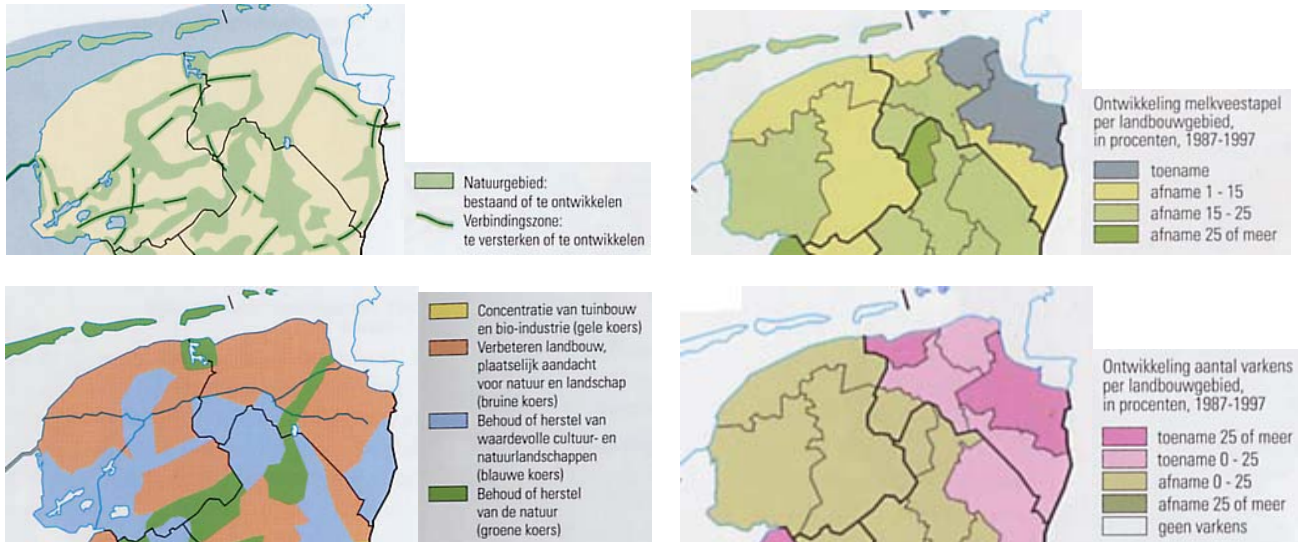 Natuurgebied:
bestaand of te ontwikkelen
Verbindingszone:
te versterken of te ontwikkelen
Ontwikkeling melkveestapel
per landbouwgebied,
in procenten, 1987-1997
toename
afname 1 - 15
afname 15 - 25
afname 25 of meer
Concentratie van tuinbouw
en bio-industrie (gele koers)
Verbeteren landbouw,
plaatselijk aandacht
voor natuur en landschap
(bruine koers)
Behoud of herstel van
waardevolle cultuur- en
natuurlandschappen
(blauwe koers)
Behoud of herstel
van de natuur
(groene koers)
Ontwikkeling aantal varkens
per landbouwgebied,
in procenten, 1987-1997
toename 25 of meer
toename 0 - 25
afname 0 - 25
afname 25 of meer
geen varkens